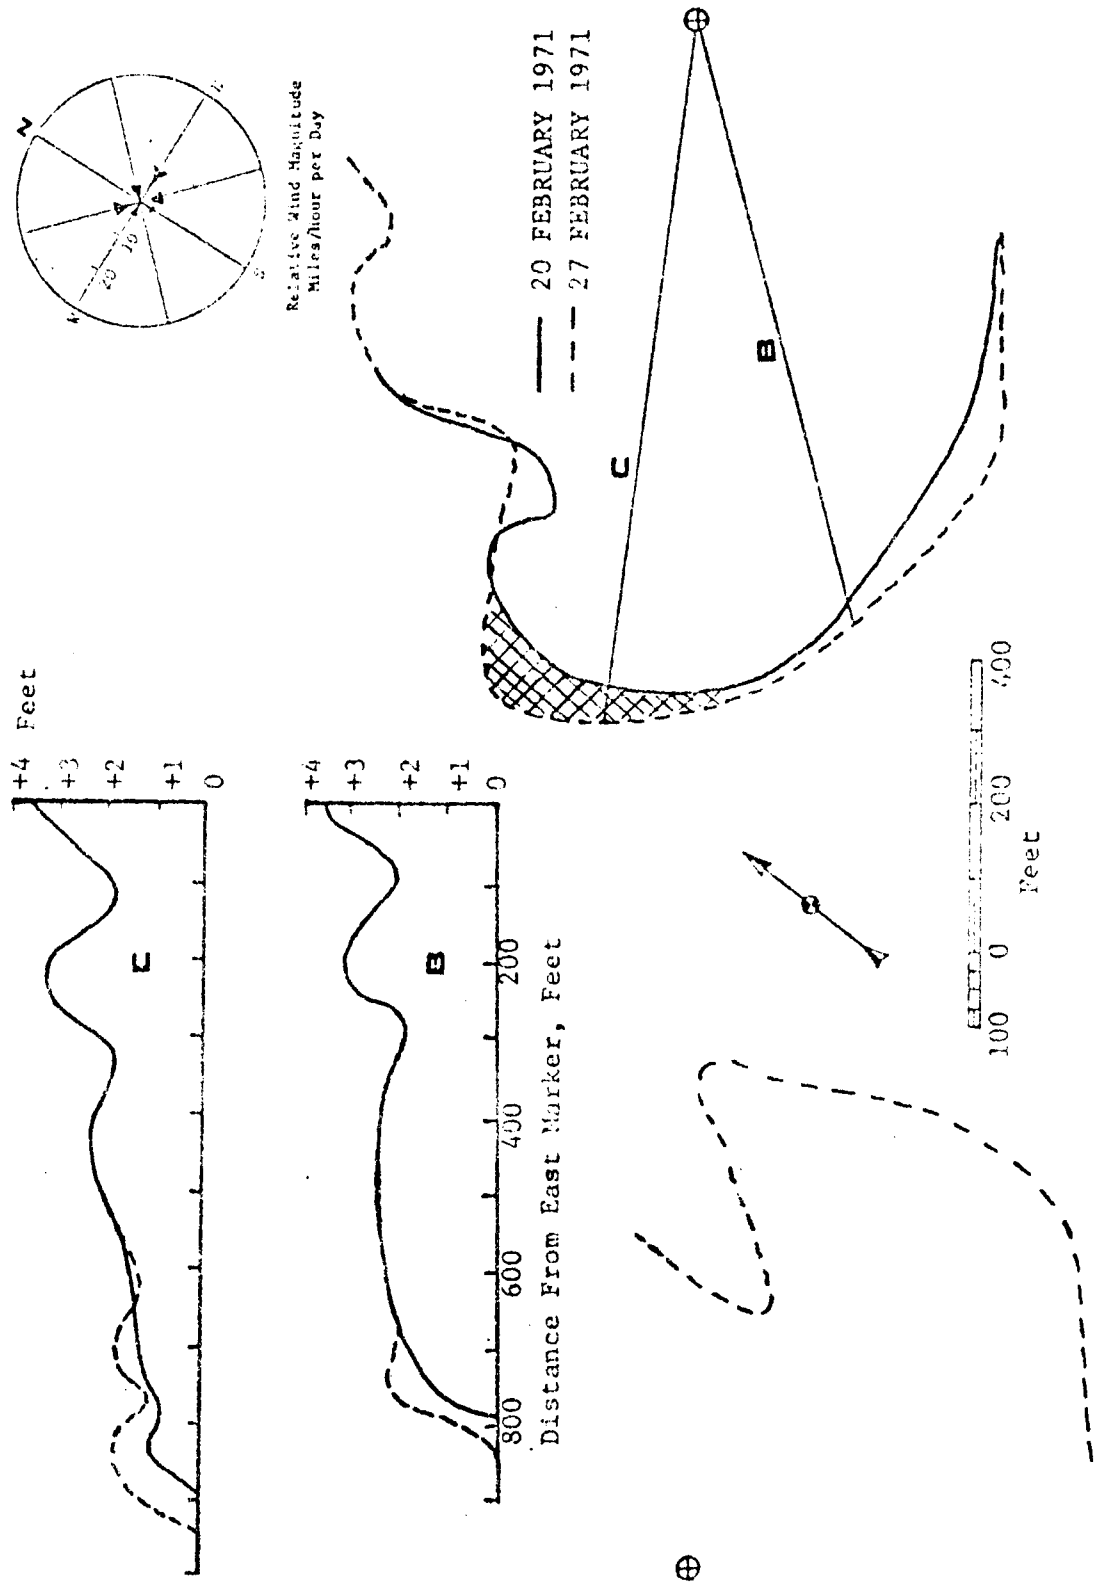 N
S
20
10
Relative Wind Magnitude
Miles/hour per Day
20 FEBRUARY 1971
27 FEBRUARY 1971
C
B
Feet
+4
+3
+2
+1
0
C
+4
+3
+2
+1
0
B
200
400
600
800
Distance From East Marker, Feet
100
0
200
400
Feet